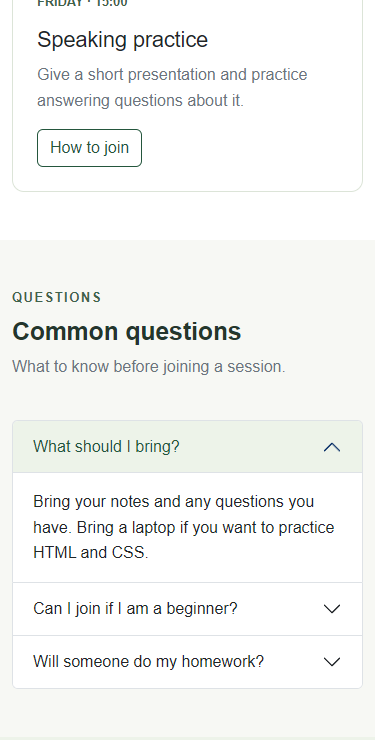 FRIDAY · 15:00
Speaking practice
Give a short presentation and practice
answering questions about it.
How to join
QUESTIONS
Common questions
What to know before joining a session.
What should I bring?
Bring your notes and any questions you
have. Bring a laptop if you want to practice
HTML and CSS.
Can I join if I am a beginner?
Will someone do my homework?